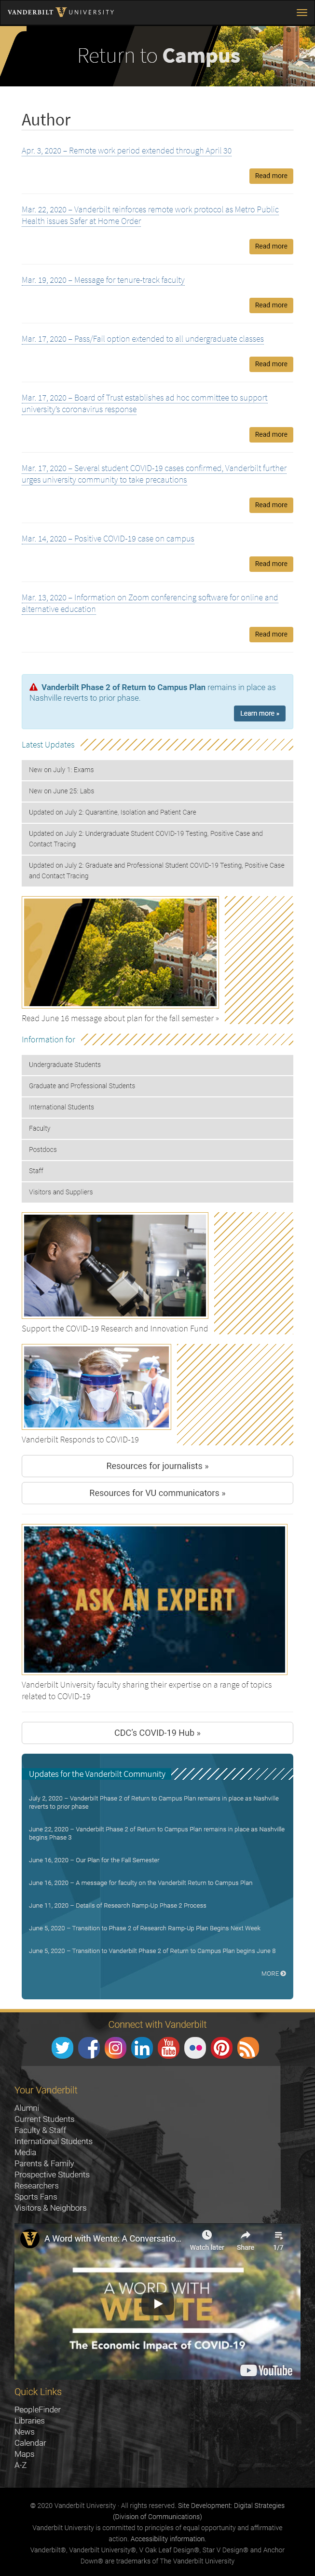 VANDERBILT V UNIVERSITY
Return to Campus
Author
Apr. 3, 2020 – Remote work period extended through April 30
Read more
Mar. 22, 2020 – Vanderbilt reinforces remote work protocol as Metro Public
Health issues Safer at Home Order
Read more
Mar. 19, 2020 – Message for tenure-track faculty
Read more
Mar. 17, 2020 – Pass/Fail option extended to all undergraduate classes
Read more
Mar. 17, 2020 – Board of Trust establishes ad hoc committee to support
university's coronavirus response
Read more
Mar. 17, 2020 – Several student COVID-19 cases confirmed, Vanderbilt further
urges university community to take precautions
Read more
Mar. 14, 2020 – Positive COVID-19 case on campus
Read more
Mar. 13, 2020 – Information on Zoom conferencing software for online and
alternative education
Read more
Vanderbilt Phase 2 of Return to Campus Plan remains in place as
Nashville reverts to prior phase.
Learn more »
Latest Updates
New on July 1: Exams
New on June 25: Labs
Updated on July 2: Quarantine, Isolation and Patient Care
Updated on July 2: Undergraduate Student COVID-19 Testing, Positive Case and
Contact Tracing
Updated on July 2: Graduate and Professional Student COVID-19 Testing, Positive Case
and Contact Tracing
Read June 16 message about plan for the fall semester »
Information for
Undergraduate Students
Graduate and Professional Students
International Students
Faculty
Postdocs
Staff
Visitors and Suppliers
Support the COVID-19 Research and Innovation Fund
Vanderbilt Responds to COVID-19
Resources for journalists »
Resources for VU communicators »
ASK AN EXPERT
Vanderbilt University faculty sharing their expertise on a range of topics
related to COVID-19
CDC's COVID-19 Hub »
Updates for the Vanderbilt Community
July 2, 2020 – Vanderbilt Phase 2 of Return to Campus Plan remains in place as Nashville
reverts to prior phase
June 22, 2020 – Vanderbilt Phase 2 of Return to Campus Plan remains in place as Nashville
begins Phase 3
June 16, 2020 – Our Plan for the Fall Semester
June 16, 2020 – A message for faculty on the Vanderbilt Return to Campus Plan
June 11, 2020 – Details of Research Ramp-Up Phase 2 Process
June 5, 2020 – Transition to Phase 2 of Research Ramp-Up Plan Begins Next Week
June 5, 2020 – Transition to Vanderbilt Phase 2 of Return to Campus Plan begins June 8
MORE
Connect with Vanderbilt
You Tube
Your Vanderbilt
Alumni
Current Students
Faculty & Staff
International Students
Media
Parents & Family
Prospective Students
Researchers
Sports Fans
Visitors & Neighbors
A Word with Wente: A Conversatio...
Watch later
Share
1/7
A WORD WITH
WENTE
The Economic Impact of COVID-19
YouTube
Quick Links
PeopleFinder
Libraries
News
Calendar
Maps
A-Z
© 2020 Vanderbilt University · All rights reserved. Site Development: Digital Strategies
(Division of Communications)
Vanderbilt University is committed to principles of equal opportunity and affirmative
action. Accessibility information.
Vanderbilt®, Vanderbilt University®, V Oak Leaf Design®, Star V Design® and Anchor
Down® are trademarks of The Vanderbilt University